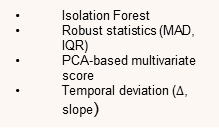 • Isolation Forest
• Robust statistics (MAD,
IQR)
• PCA-based multivariate
score
• Temporal deviation (Δ,
slope)